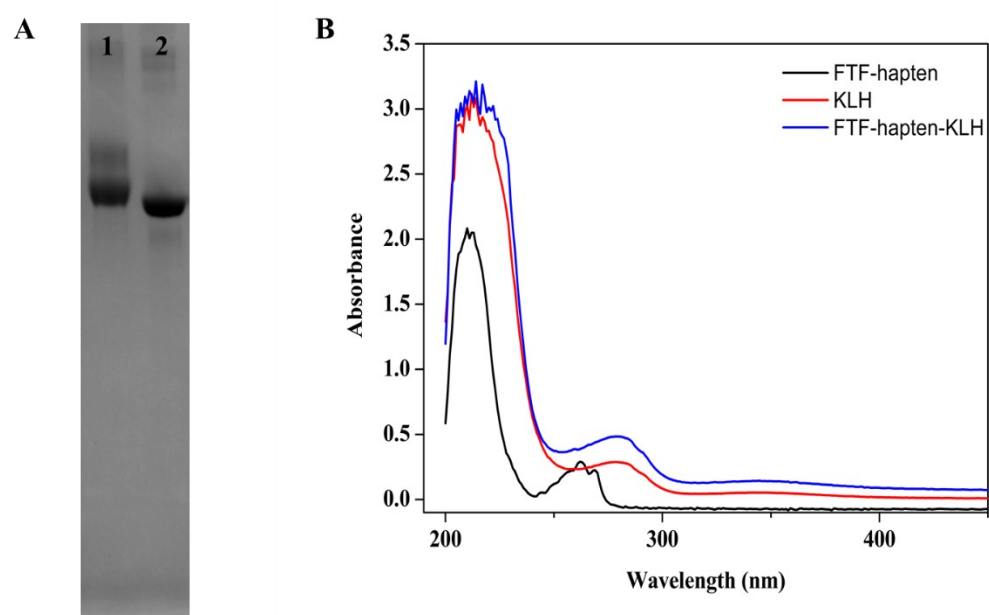 A
1 2
B
3.5
3.0
2.5
2.0
1.5
1.0
0.5
0.0
Absorbance
FTF-hapten
KLH
FTF-hapten-KLH
200 300 400
Wavelength (nm)